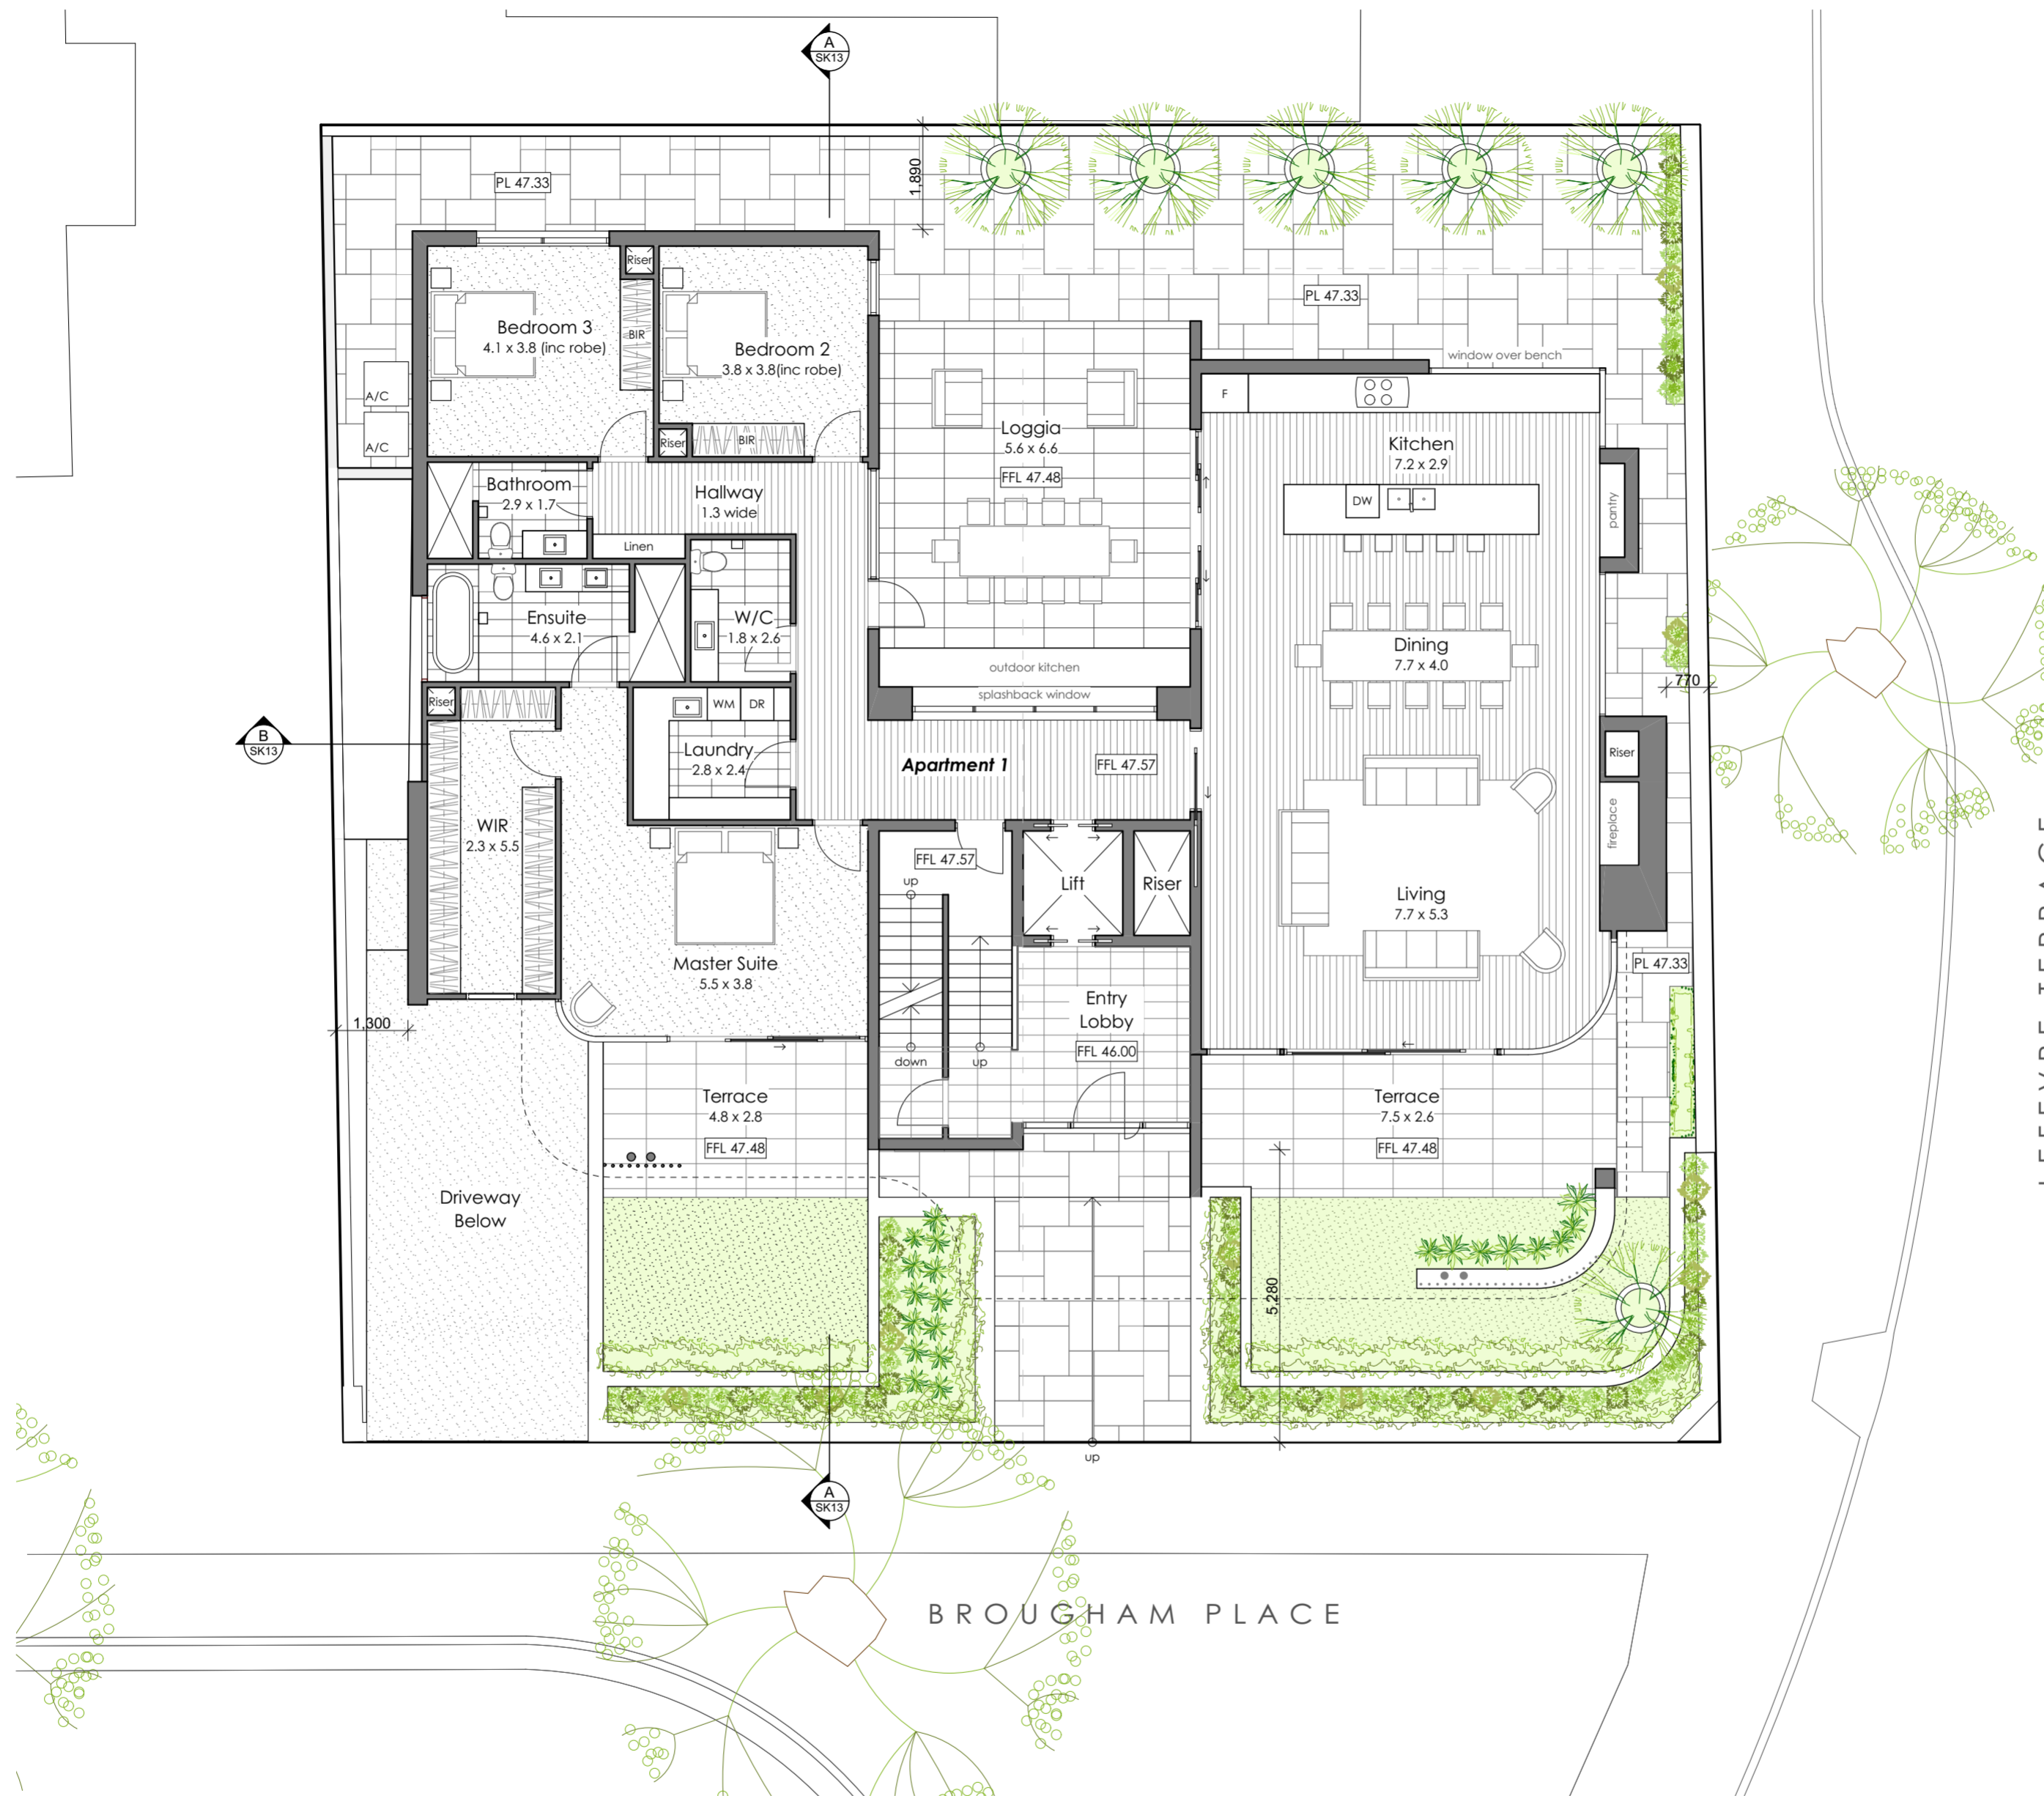 A
SK13
1,890
PL 47.33
Riser
Bedroom 3
4.1 x 3.8 (inc robe)
BIR
Bedroom 2
3.8 x 3.8(inc robe)
PL 47.33
window over bench
A/C
A/C
Riser
BIR
Loggia
5.6 x 6.6
FFL 47.48
F
Kitchen
7.2 x 2.9
DW
pantry
Bathroom
2.9 x 1.7
Hallway
1.3 wide
Linen
Ensuite
4.6 x 2.1
W/C
1.8 x 2.6
Dining
7.7 x 4.0
outdoor kitchen
splashback window
770
Riser
WM
DR
B
SK13
Laundry
2.8 x 2.4
Apartment 1
FFL 47.57
Riser
fireplace
WIR
2.3 x 5.5
FFL 47.57
up
Lift
Riser
Living
7.7 x 5.3
Master Suite
5.5 x 3.8
PL 47.33
Entry
Lobby
FFL 46.00
1,300
down
up
Terrace
4.8 x 2.8
FFL 47.48
Terrace
7.5 x 2.6
FFL 47.48
Driveway
Below
5,280
up
A
SK13
BROUGHAM PLACE